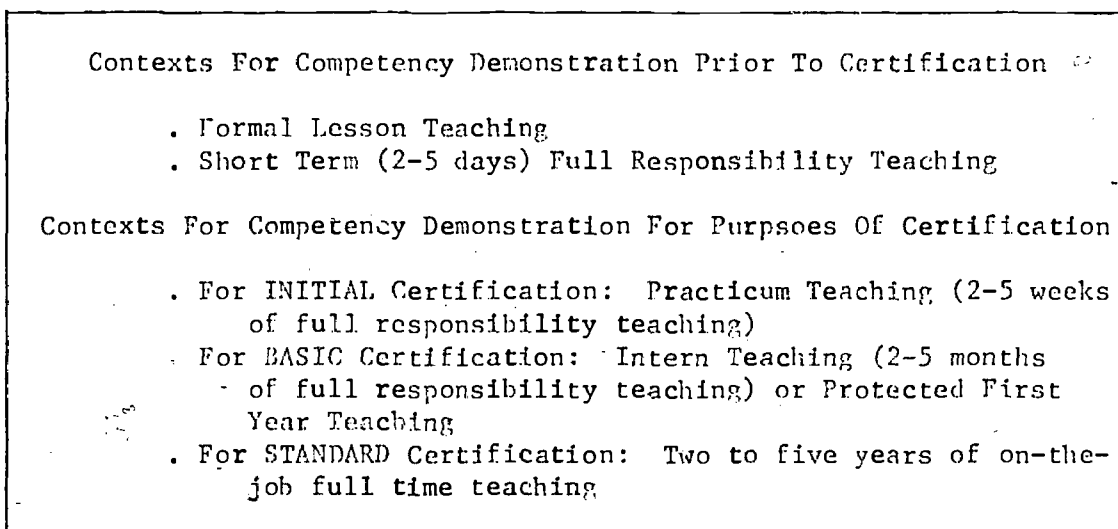 Contexts For Competency Demonstration Prior To Certification
. Formal Lesson Teaching
. Short Term (2-5 days) Full Responsibility Teaching
Contexts For Competency Demonstration For Purpsoes Of Certification
. For INITIAL Certification: Practicum Teaching (2-5 weeks
of full responsibility teaching)
. For BASIC Certification: Intern Teaching (2-5 months
of full responsibility teaching) or Protected First
Year Teaching
. For STANDARD Certification: Two to five years of on-the-
job full time teaching